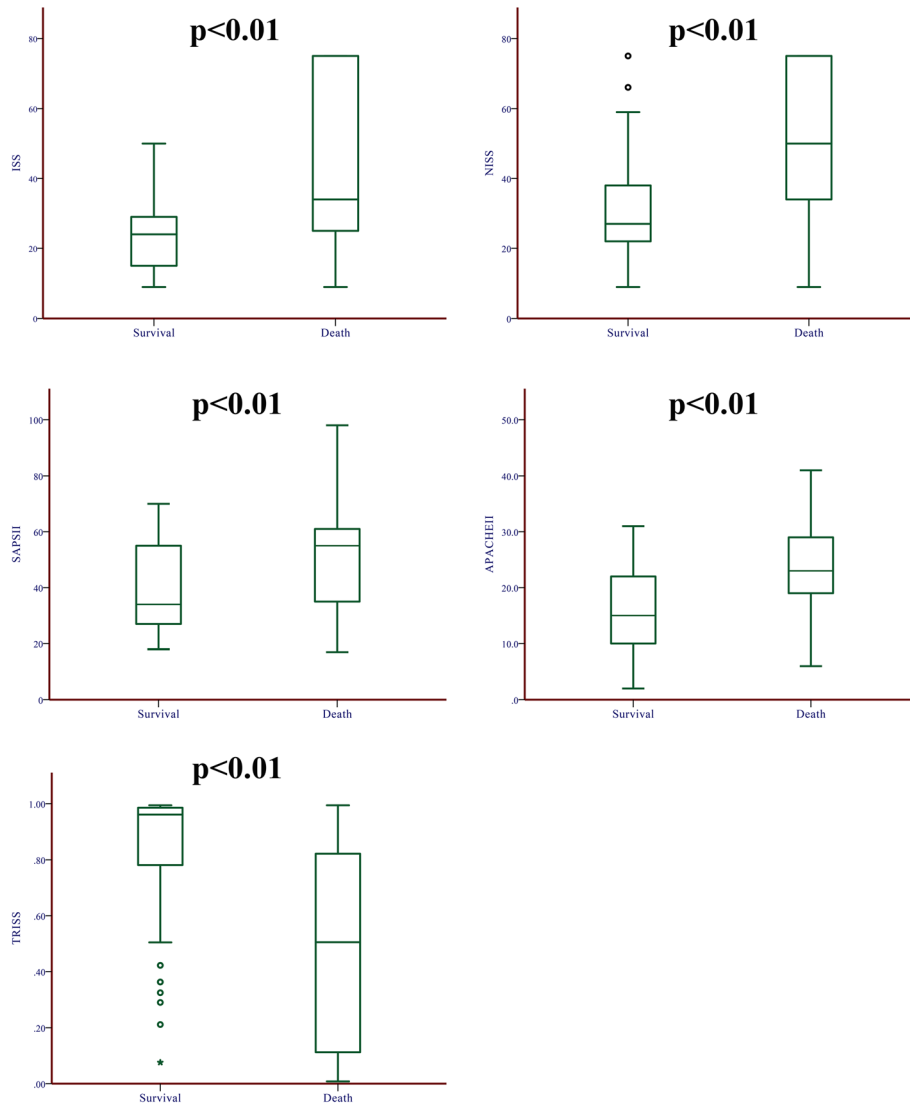 p<0.01
80
60
40
20
0
ISS
Survival Death
p<0.01
80
60
40
20
0
NISS
Survival Death
p<0.01
100
80
60
40
20
0
SAPSII
Survival Death
p<0.01
50.0
40.0
30.0
20.0
10.0
.0
APACHEII
Survival Death
p<0.01
1.00
.80
.60
.40
.20
.00
TRISS
Survival Death